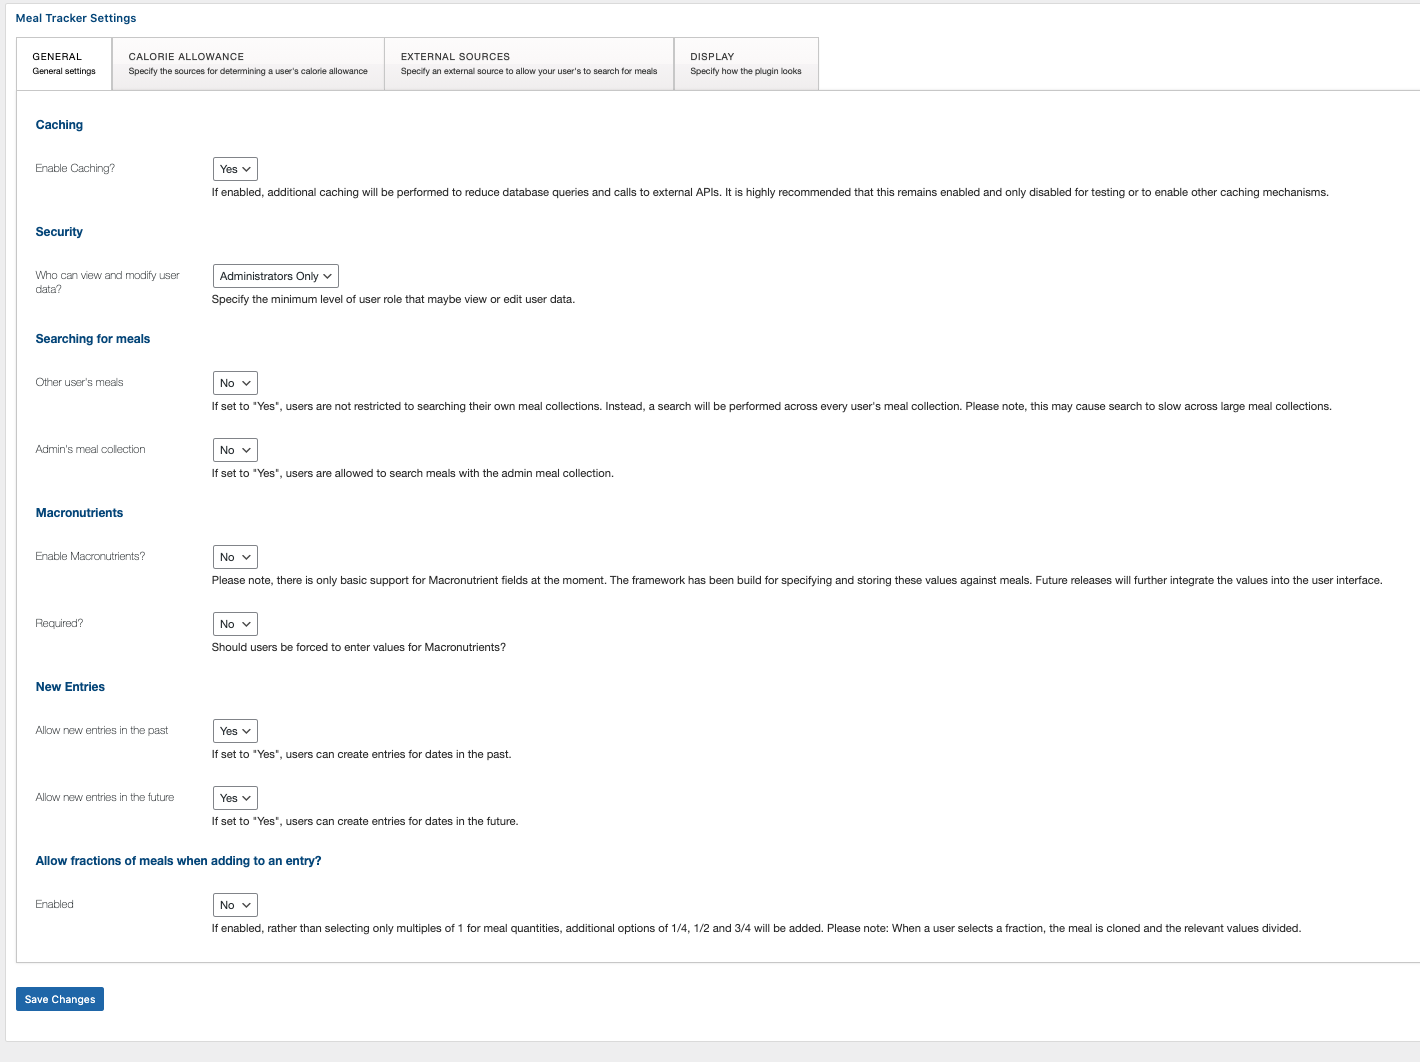 Meal Tracker Settings
GENERAL
General settings
CALORIE ALLOWANCE
Specify the sources for determining a user's calorie allowance
EXTERNAL SOURCES
Specify an external source to allow your user's to search for meals
DISPLAY
Specify how the plugin looks
Caching
Enable Caching?
Yes
If enabled, additional caching will be performed to reduce database queries and calls to external APIs. It is highly recommended that this remains enabled and only disabled for testing or to enable other caching mechanisms.
Security
Who can view and modify user
data?
Administrators Only
Specify the minimum level of user role that maybe view or edit user data.
Searching for meals
Other user's meals
No
If set to "Yes", users are not restricted to searching their own meal collections. Instead, a search will be performed across every user's meal collection. Please note, this may cause search to slow across large meal collections.
Admin's meal collection
No
If set to "Yes", users are allowed to search meals with the admin meal collection.
Macronutrients
Enable Macronutrients?
No
Please note, there is only basic support for Macronutrient fields at the moment. The framework has been build for specifying and storing these values against meals. Future releases will further integrate the values into the user interface.
Required?
No
Should users be forced to enter values for Macronutrients?
New Entries
Allow new entries in the past
Yes
If set to "Yes", users can create entries for dates in the past.
Allow new entries in the future
Yes
If set to "Yes", users can create entries for dates in the future.
Allow fractions of meals when adding to an entry?
Enabled
No
If enabled, rather than selecting only multiples of 1 for meal quantities, additional options of 1/4, 1/2 and 3/4 will be added. Please note: When a user selects a fraction, the meal is cloned and the relevant values divided.
Save Changes